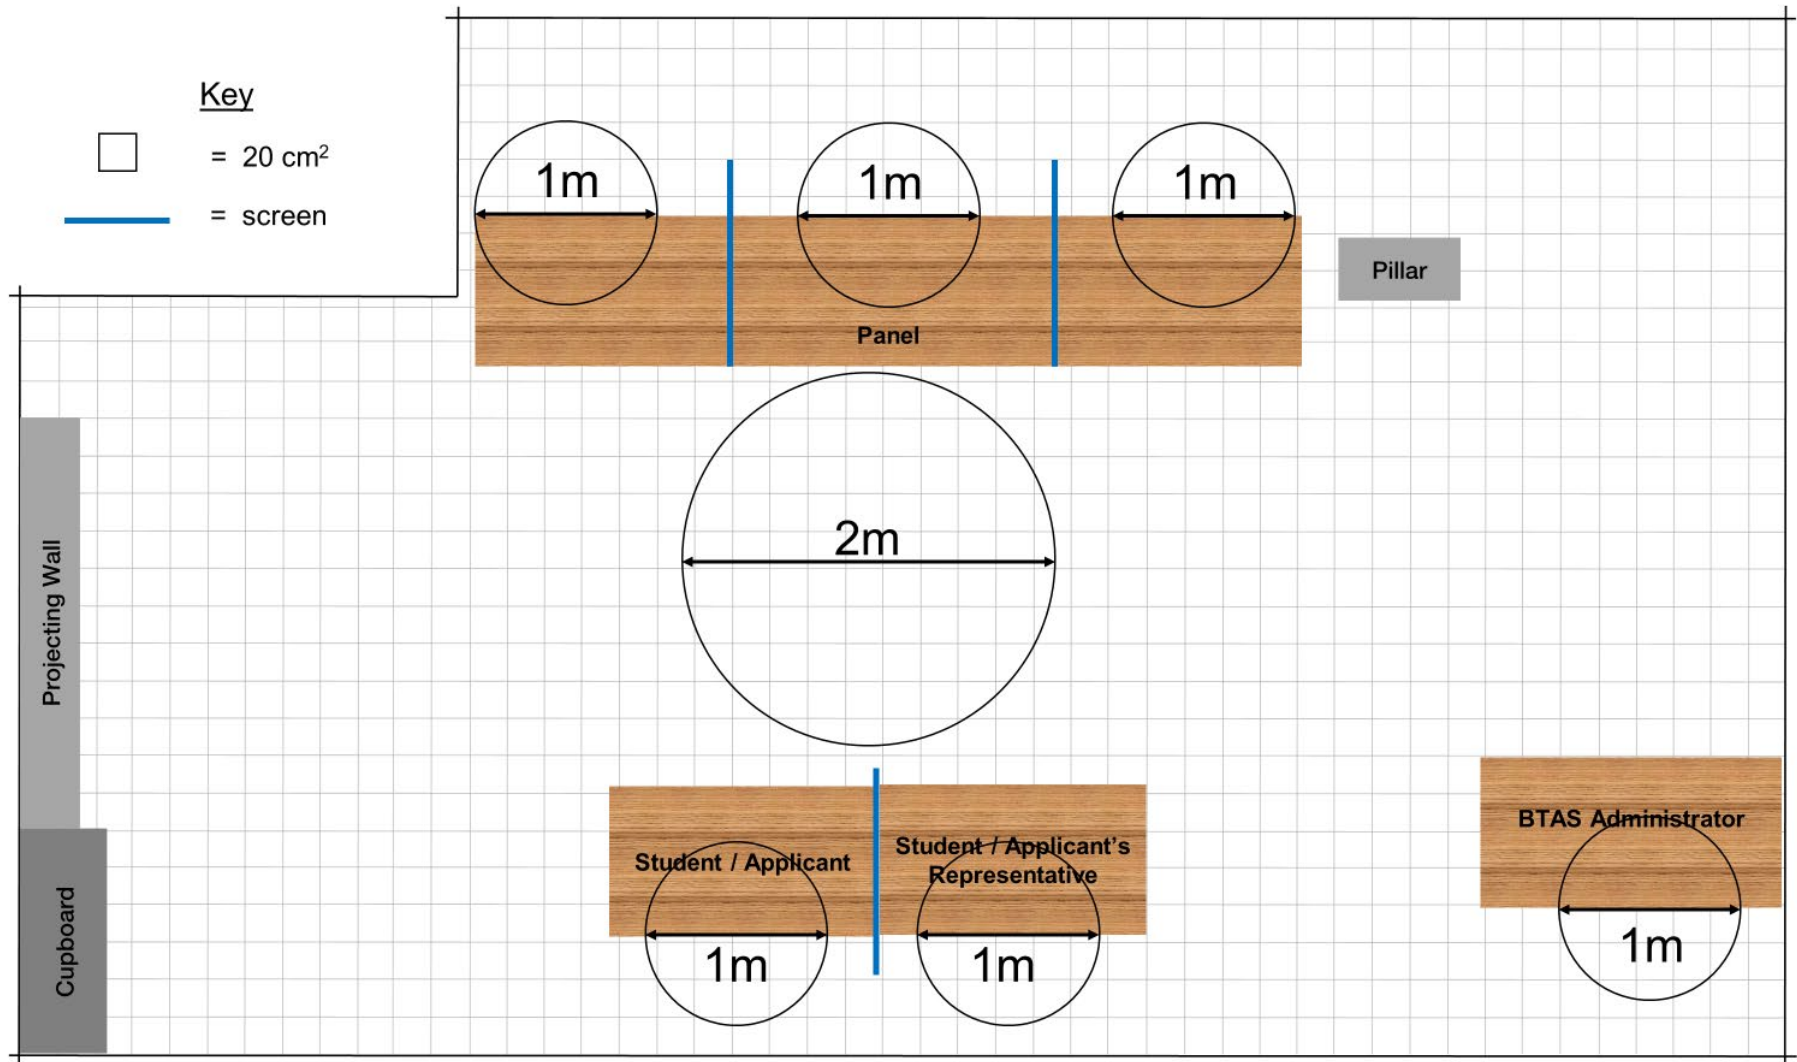 Key
= 20 cm²
= screen
1m
1m
1m
Pillar
Panel
2m
Projecting Wall
Cupboard
Student / Applicant
Student / Applicant's
Representative
BTAS Administrator
1m
1m
1m